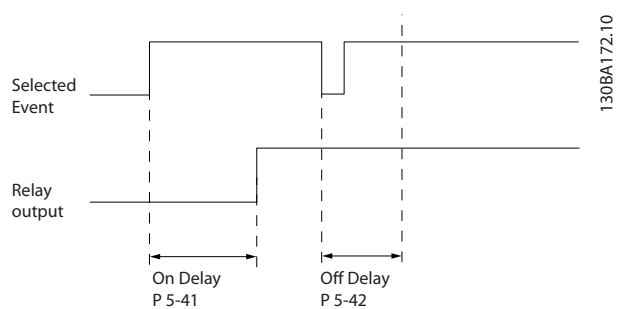 130BA172.10
Selected
Event
Relay
output
On Delay
P 5-41
Off Delay
P 5-42